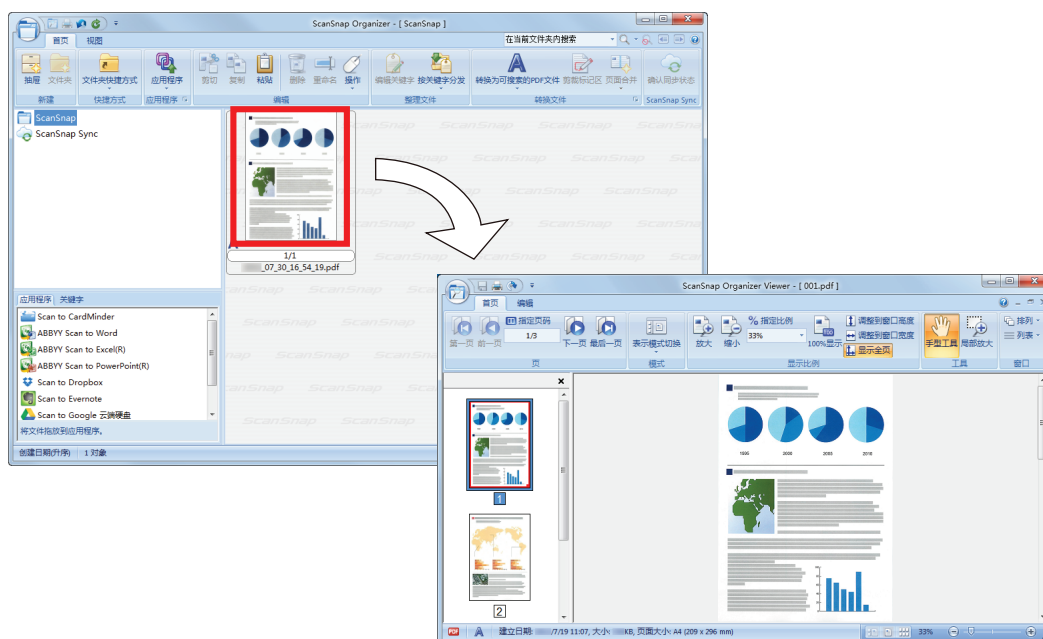 ScanSnap Organizer - [ ScanSnap ]
首页 视图
在当前文件夹内搜索
抽屉 文件夹 文件夹快捷方式 应用程序 剪切 复制 粘贴 删除 重命名 操作 编辑关键字 按关键字分发 转换为可搜索的PDF文件 剪裁标记区 页面合并 确认同步状态
新建 快捷方式 应用程序 编辑 整理文件 转换文件 ScanSnap Sync
ScanSnap
ScanSnap Sync
1/1
_07_30_16_54_19.pdf
应用程序 关键字
Scan to CardMinder
ABBYY Scan to Word
ABBYY Scan to Excel(R)
ABBYY Scan to PowerPoint(R)
Scan to Dropbox
Scan to Evernote
Scan to Google 云端硬盘
将文件拖放到应用程序。
创建日期(升序) 1 对象
ScanSnap Organizer Viewer - [ 001.pdf ]
首页 编辑
第一页 前一页 指定页码 1/3 下一页 最后一页 表示模式切换 放大 缩小 % 指定比例 33% 100%显示 调整到窗口高度 调整到窗口宽度 显示全页 手型工具 局部放大 排列 列表
页 模式 显示比例 工具 窗口
1
2
1995 2000 2005 2010
PDF A 建立日期: /7/19 11:07, 大小: KB, 页面大小: A4 (209 x 296 mm) 33%